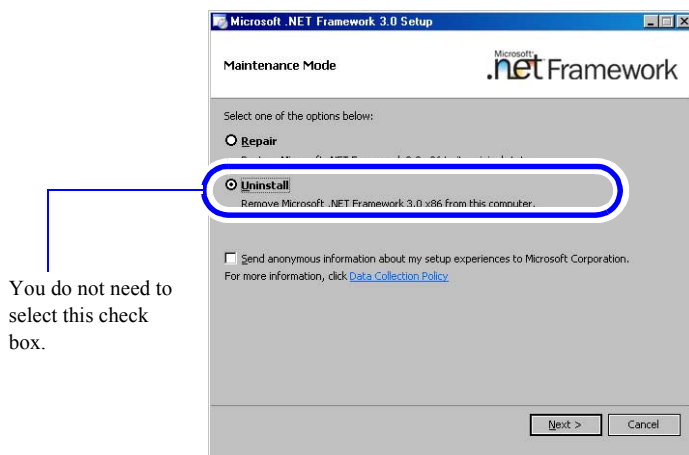 Microsoft .NET Framework 3.0 Setup
Maintenance Mode
Microsoft
.net Framework
Select one of the options below:
Repair
Uninstall
Remove Microsoft .NET Framework 3.0 x86 from this computer.
Send anonymous information about my setup experiences to Microsoft Corporation.
For more information, click Data Collection Policy
You do not need to
select this check
box.
Next >
Cancel